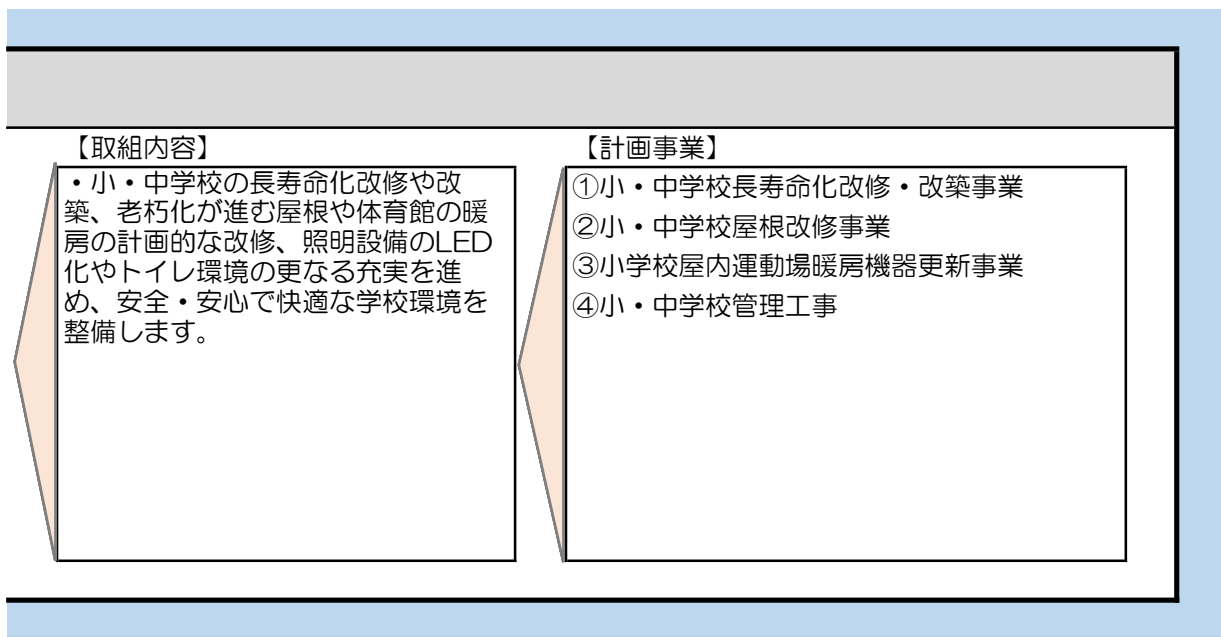 【取組内容】
・小・中学校の長寿命化改修や改
築、老朽化が進む屋根や体育館の暖
房の計画的な改修、照明設備のLED
化やトイレ環境の更なる充実を進
め、安全・安心で快適な学校環境を
整備します。
【計画事業】
①小・中学校長寿命化改修・改築事業
②小・中学校屋根改修事業
③小学校屋内運動場暖房機器更新事業
④小・中学校管理工事